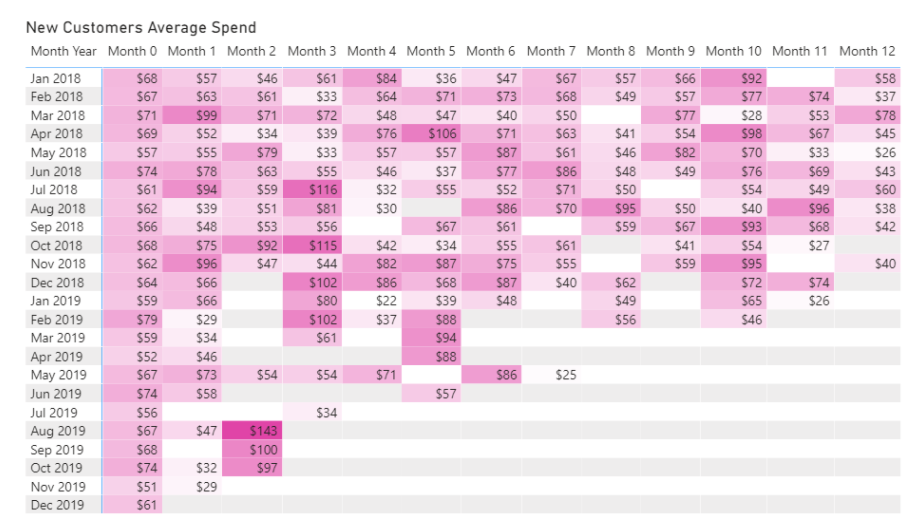 New Customers Average Spend
Month Year Month 0 Month 1 Month 2 Month 3 Month 4 Month 5 Month 6 Month 7 Month 8 Month 9 Month 10 Month 11 Month 12
Jan 2018 $68 $57 $46 $61 $84 $36 $47 $67 $57 $66 $92 $58
Feb 2018 $67 $63 $61 $33 $64 $71 $73 $68 $49 $57 $77 $74 $37
Mar 2018 $71 $99 $71 $72 $48 $47 $40 $50 $77 $28 $53 $78
Apr 2018 $69 $52 $34 $39 $76 $106 $71 $63 $41 $54 $98 $67 $45
May 2018 $57 $55 $79 $33 $57 $57 $87 $61 $46 $82 $70 $33 $26
Jun 2018 $74 $78 $63 $55 $46 $37 $77 $86 $48 $49 $76 $69 $43
Jul 2018 $61 $94 $59 $116 $32 $55 $52 $71 $50 $54 $49 $60
Aug 2018 $62 $39 $51 $81 $30 $86 $70 $95 $50 $40 $96 $38
Sep 2018 $66 $48 $53 $56 $67 $61 $59 $67 $93 $68 $42
Oct 2018 $68 $75 $92 $115 $42 $34 $55 $61 $41 $54 $27
Nov 2018 $62 $96 $47 $44 $82 $87 $75 $55 $59 $95 $40
Dec 2018 $64 $66 $102 $86 $68 $87 $40 $62 $72 $74
Jan 2019 $59 $66 $80 $22 $39 $48 $49 $65 $26
Feb 2019 $79 $29 $102 $37 $88 $56 $46
Mar 2019 $59 $34 $61 $94
Apr 2019 $52 $46 $88
May 2019 $67 $73 $54 $54 $71 $86 $25
Jun 2019 $74 $58 $57
Jul 2019 $56 $34
Aug 2019 $67 $47 $143
Sep 2019 $68 $100
Oct 2019 $74 $32 $97
Nov 2019 $51 $29
Dec 2019 $61